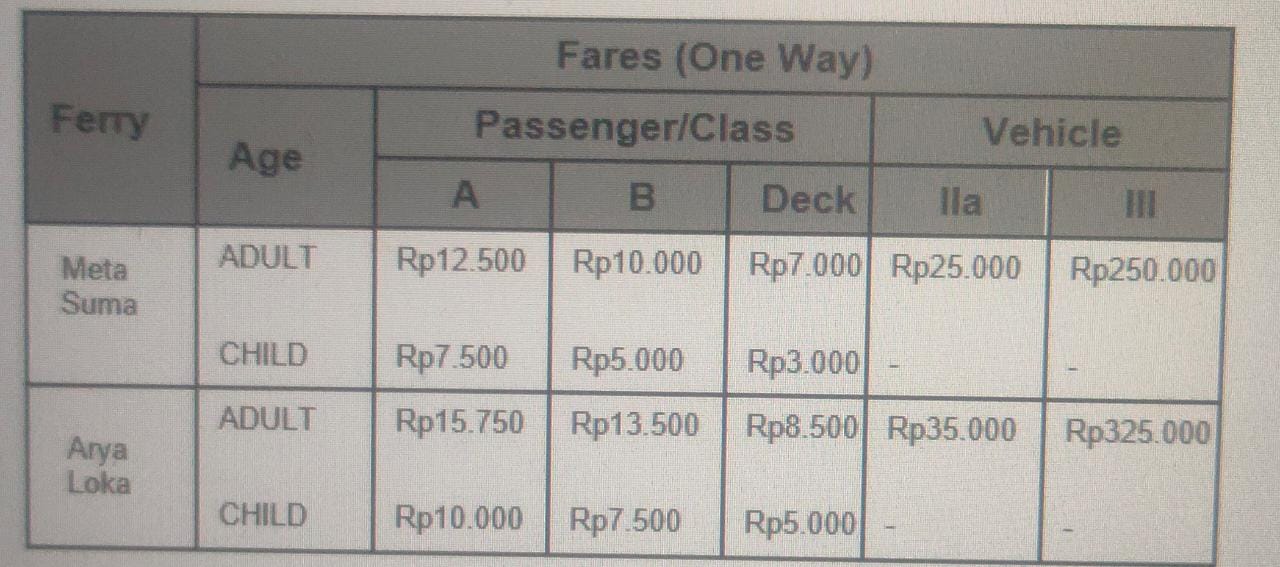 Fares (One Way)
Ferry
Age
Passenger/Class
Vehicle
A
B
Deck
IIa
III
Meta
Suma
ADULT
Rp12.500
Rp10.000
Rp7.000
Rp25.000
Rp250.000
CHILD
Rp7.500
Rp5.000
Rp3.000
-
-
Arya
Loka
ADULT
Rp15.750
Rp13.500
Rp8.500
Rp35.000
Rp325.000
CHILD
Rp10.000
Rp7.500
Rp5.000
-
-